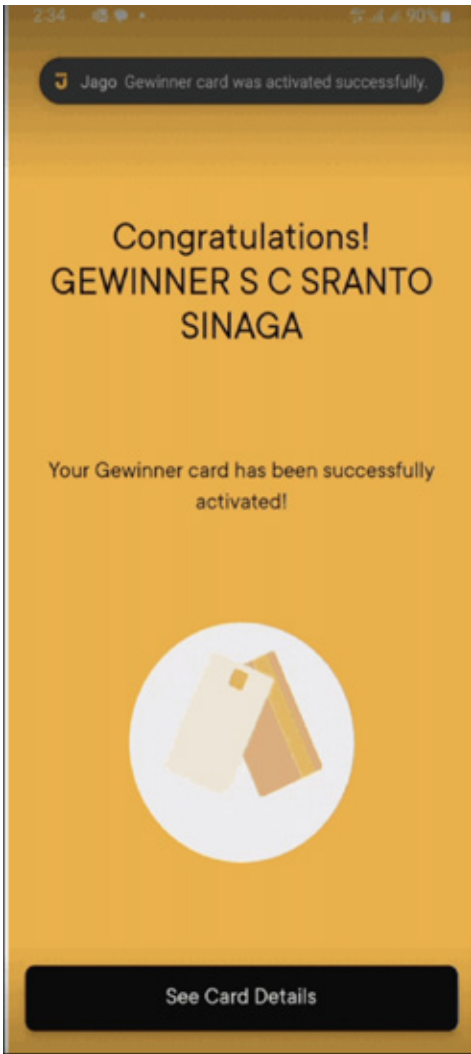 2:34
90%
Jago Gewinner card was activated successfully.
Congratulations!
GEWINNER S C SRANTO
SINAGA
Your Gewinner card has been successfully
activated!
See Card Details